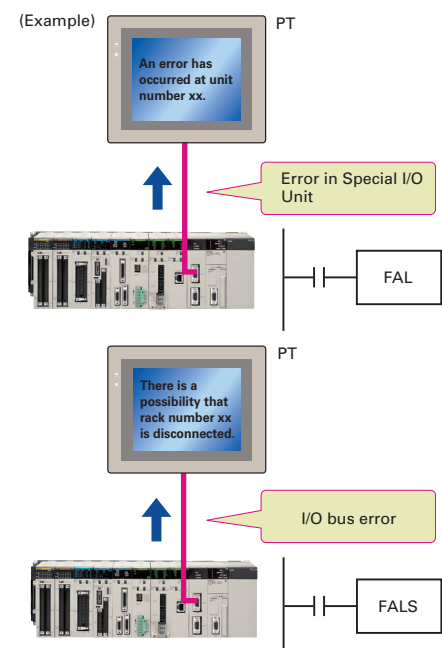 (Example)
PT
An error has
occurred at unit
number xx.
Error in Special I/O
Unit
FAL
PT
There is a
possibility that
rack number xx
is disconnected.
I/O bus error
FALS